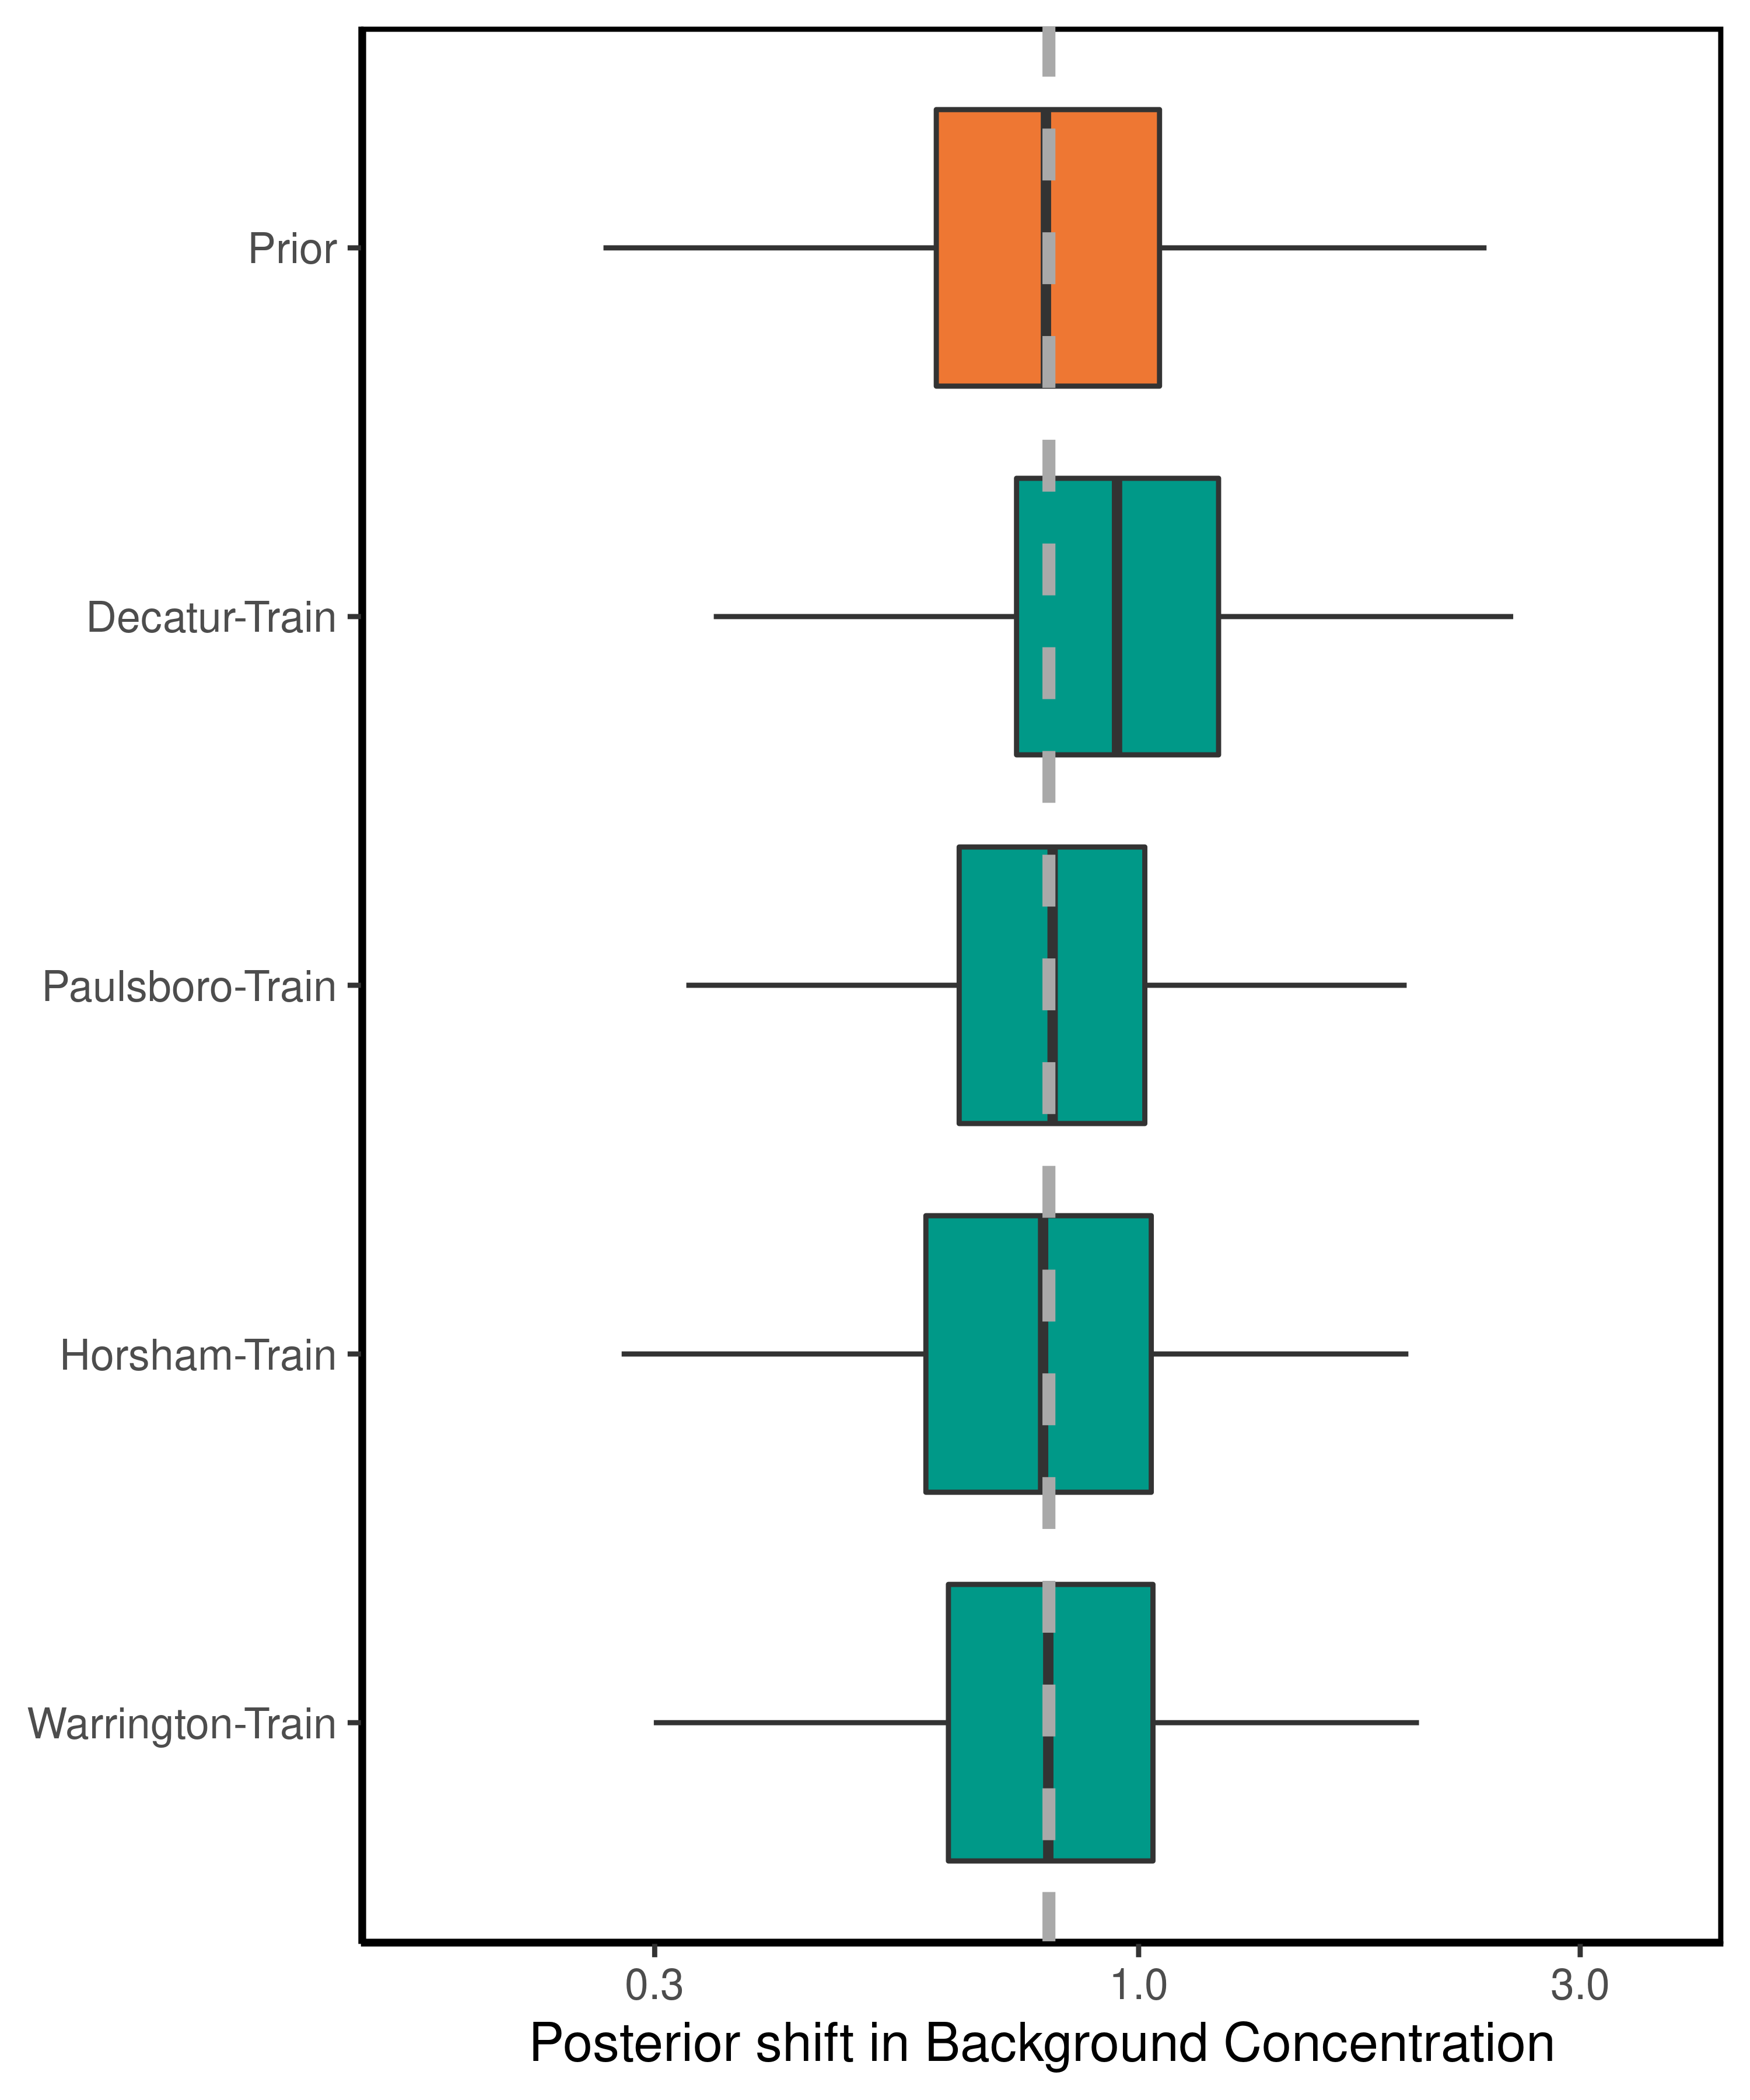 Prior
Decatur-Train
Paulsboro-Train
Horsham-Train
Warrington-Train
0.3 1.0 3.0
Posterior shift in Background Concentration